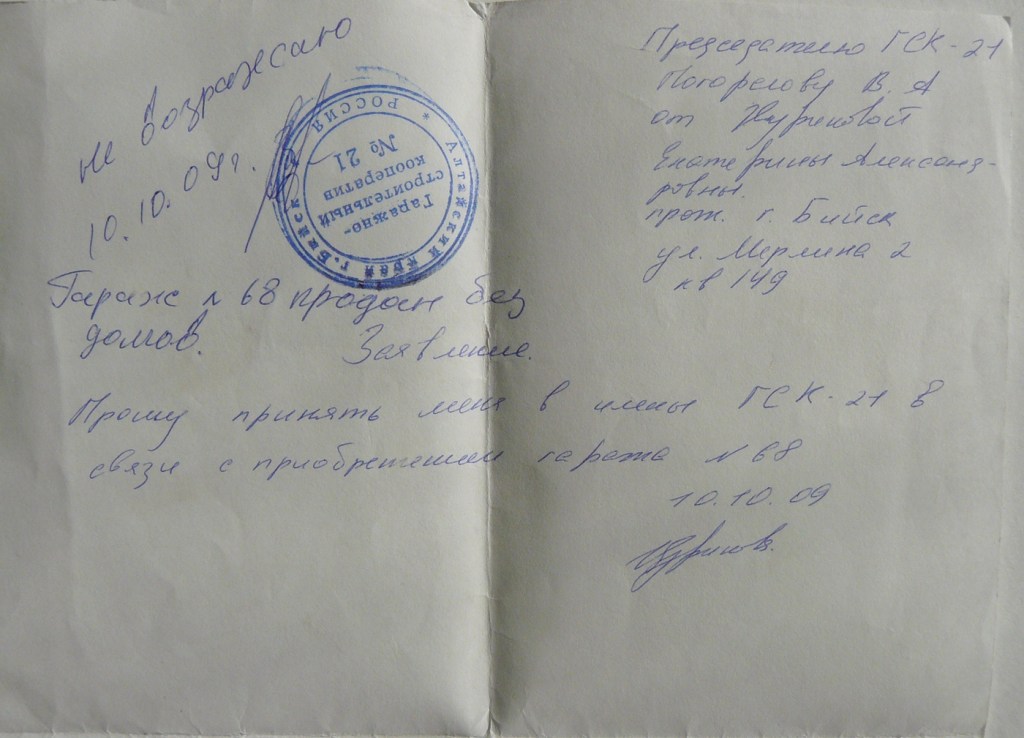 Не возражаю
10.10.09г.
* РОССИЯ * Алтайский край г. Бийск
Гаражно-
строительный
кооператив
№ 21
Председателю ГСК-21
Погорелову В. А
от
Екатерины Александ-
ровны.
прож. г. Бийск
ул. Мерлина 2
кв 149
Гараж N 68 продан без
долгов.
Заявление.
Прошу принять меня в члены ГСК-21 в
связи с приобретением гаража N 68
10.10.09